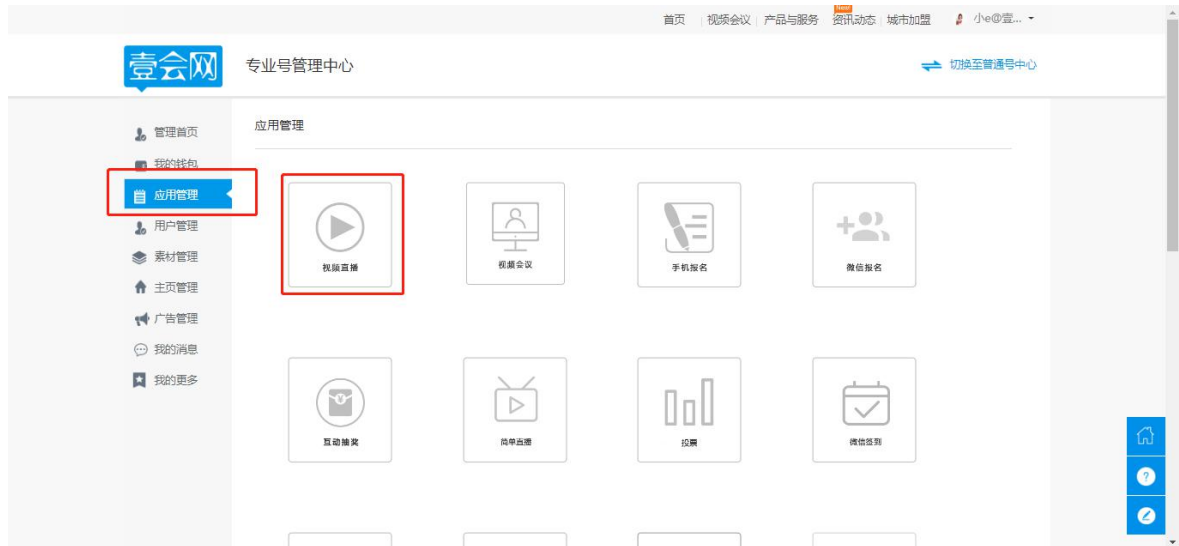 首页 视频会议 产品与服务 资讯动态 城市加盟 小e@壹...
New!
壹会网 专业号管理中心 切换至普通号中心
管理首页
我的钱包
应用管理
用户管理
素材管理
主页管理
广告管理
我的消息
我的更多
应用管理
视频直播 视频会议 手机报名 微信报名
互动抽奖 简单直播 投票 微信签到